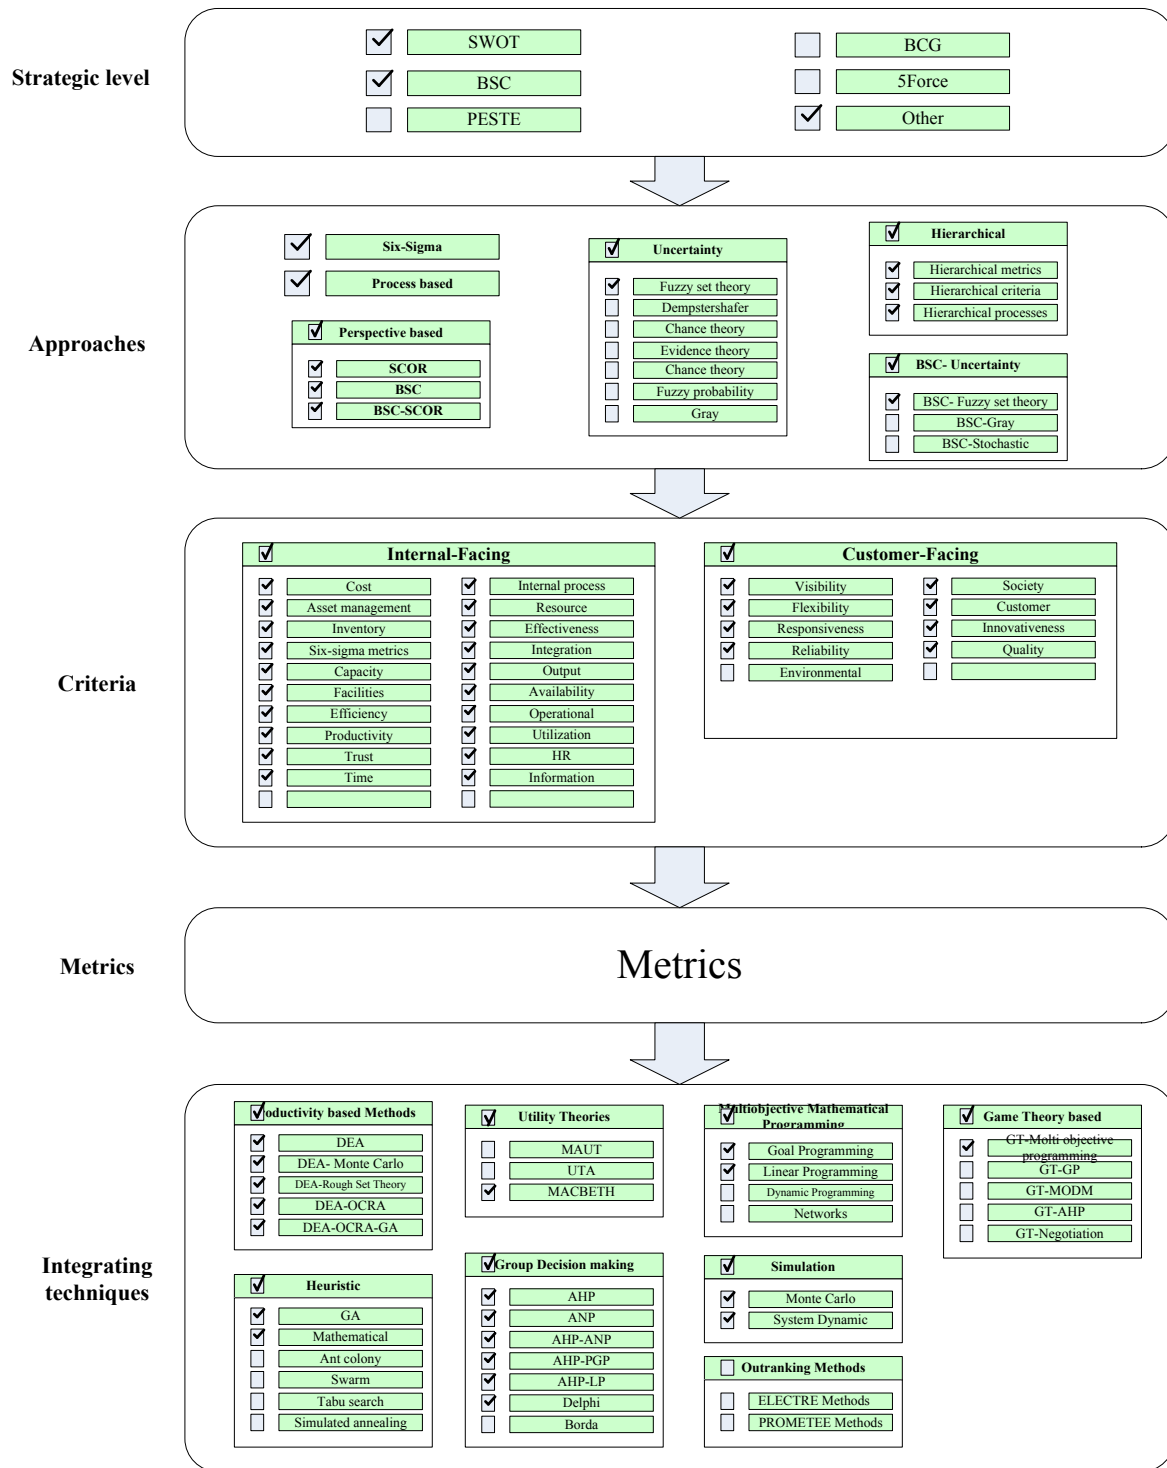 Strategic level
SWOT
BSC
PESTE
BCG
5Force
Other
Approaches
Six-Sigma
Process based
Perspective based
SCOR
BSC
BSC-SCOR
Uncertainty
Fuzzy set theory
Dempstershafer
Chance theory
Evidence theory
Chance theory
Fuzzy probability
Gray
Hierarchical
Hierarchical metrics
Hierarchical criteria
Hierarchical processes
BSC- Uncertainty
BSC- Fuzzy set theory
BSC-Gray
BSC-Stochastic
Criteria
Internal-Facing
Cost
Asset management
Inventory
Six-sigma metrics
Capacity
Facilities
Efficiency
Productivity
Trust
Time
Internal process
Resource
Effectiveness
Integration
Output
Availability
Operational
Utilization
HR
Information
Customer-Facing
Visibility
Flexibility
Responsiveness
Reliability
Environmental
Society
Customer
Innovativeness
Quality
Metrics
Metrics
Integrating
techniques
roductivity based Methods
DEA
DEA- Monte Carlo
DEA-Rough Set Theory
DEA-OCRA
DEA-OCRA-GA
Heuristic
GA
Mathematical
Ant colony
Swarm
Tabu search
Simulated annealing
Utility Theories
MAUT
UTA
MACBETH
Group Decision making
AHP
ANP
AHP-ANP
AHP-PGP
AHP-LP
Delphi
Borda
Multiobjective Mathematical
Programming
Goal Programming
Linear Programming
Dynamic Programming
Networks
Simulation
Monte Carlo
System Dynamic
Outranking Methods
ELECTRE Methods
PROMETEE Methods
Game Theory based
GT-Molti objective
programming
GT-GP
GT-MODM
GT-AHP
GT-Negotiation